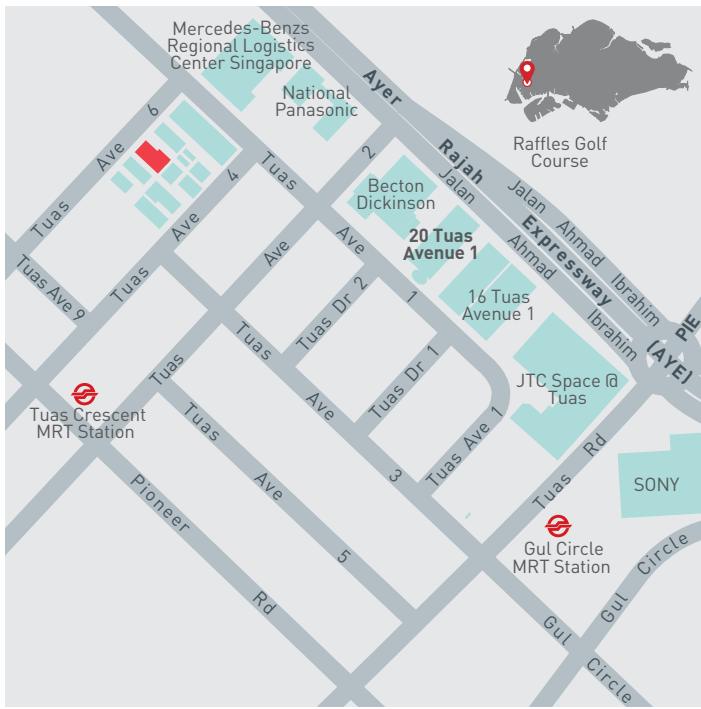 Mercedes-Benzs
Regional Logistics
Center Singapore
National
Panasonic
Raffles Golf
Course
Ayer Rajah Expressway (AYE)
Jalan Ahmad Ibrahim
Jalan Ahmad Ibrahim
PIE
Tuas Ave 6
Tuas Ave 4
Tuas Ave 9
Tuas Ave 2
Tuas Ave 1
Becton
Dickinson
20 Tuas
Avenue 1
16 Tuas
Avenue 1
Tuas Dr 2
Tuas Dr 1
Tuas Ave 1
JTC Space @
Tuas
Tuas Ave 3
Tuas Crescent
MRT Station
Tuas Ave 5
Pioneer Rd
Tuas Rd
SONY
Gul Circle
MRT Station
Gul Circle
Gul Circle